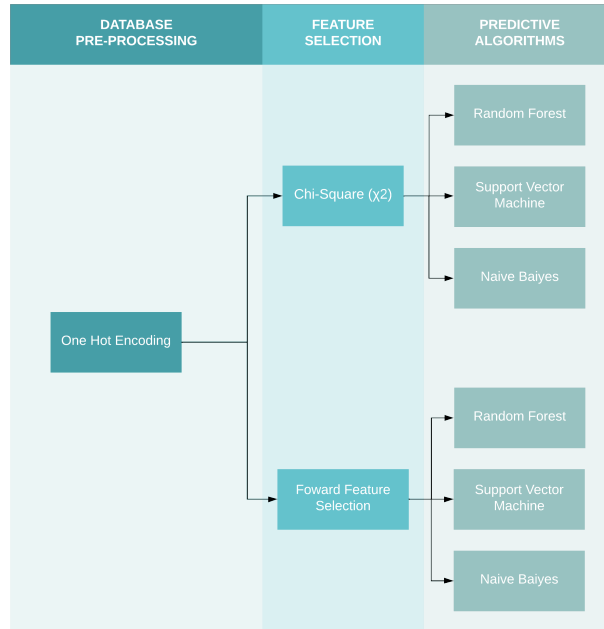 DATABASE
PRE-PROCESSING
FEATURE
SELECTION
PREDICTIVE
ALGORITHMS
Random Forest
Chi-Square (χ2)
Support Vector
Machine
Naive Baiyes
One Hot Encoding
Random Forest
Foward Feature
Selection
Support Vector
Machine
Naive Baiyes